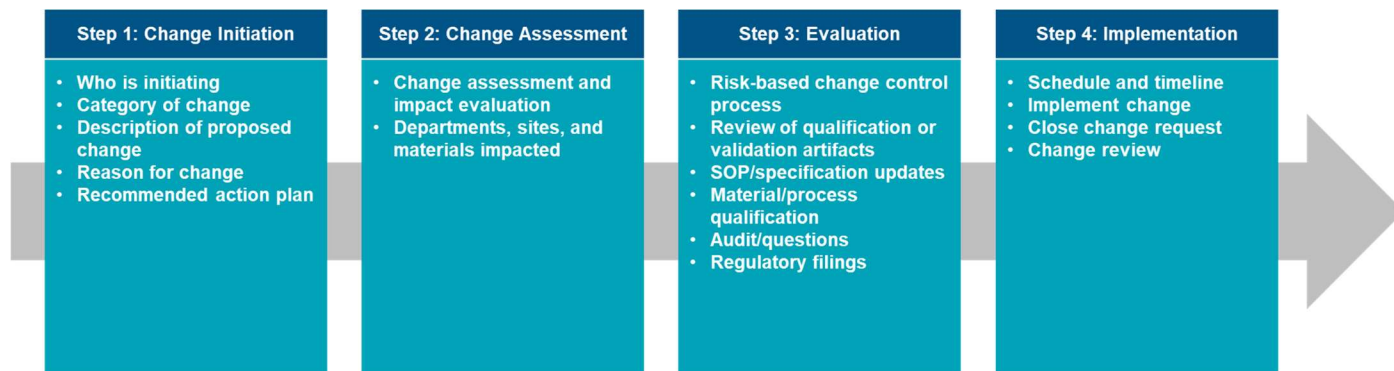 Step 1: Change Initiation
• Who is initiating
• Category of change
• Description of proposed
change
• Reason for change
• Recommended action plan
Step 2: Change Assessment
• Change assessment and
impact evaluation
• Departments, sites, and
materials impacted
Step 3: Evaluation
• Risk-based change control
process
• Review of qualification or
validation artifacts
• SOP/specification updates
• Material/process
qualification
• Audit/questions
• Regulatory filings
Step 4: Implementation
• Schedule and timeline
• Implement change
• Close change request
• Change review